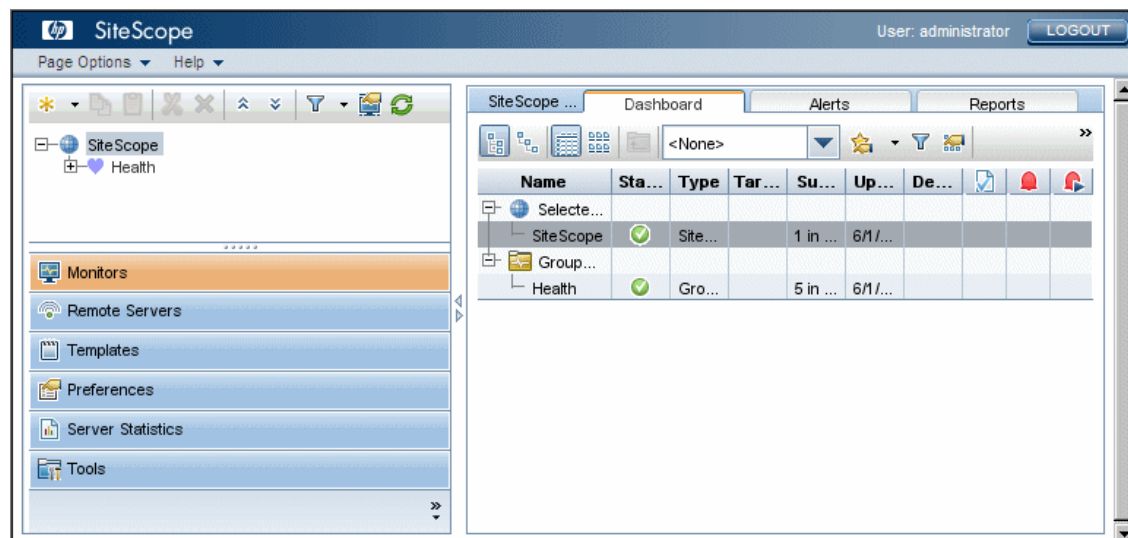 hp SiteScope User: administrator LOGOUT
Page Options Help
SiteScope ... Dashboard Alerts Reports
SiteScope
Health
<None>
Name Sta... Type Tar... Su... Up... De...
Selecte...
SiteScope Site... 1 in ... 6/1/...
Group...
Health Gro... 5 in ... 6/1/...
Monitors
Remote Servers
Templates
Preferences
Server Statistics
Tools